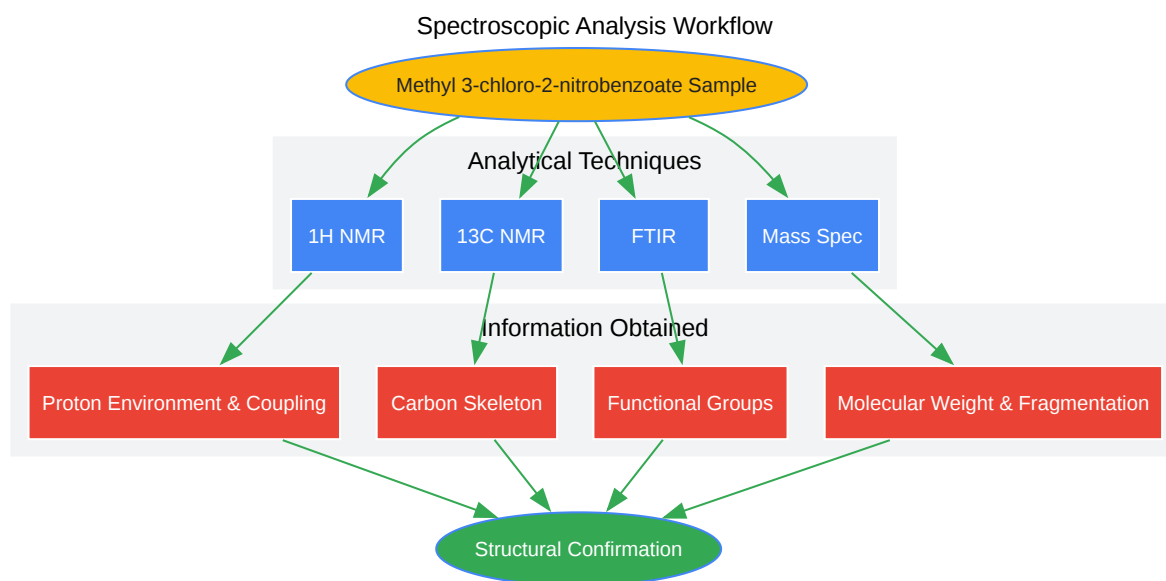 Spectroscopic Analysis Workflow
Methyl 3-chloro-2-nitrobenzoate Sample
Analytical Techniques
1H NMR
13C NMR
FTIR
Mass Spec
Information Obtained
Proton Environment & Coupling
Carbon Skeleton
Functional Groups
Molecular Weight & Fragmentation
Structural Confirmation